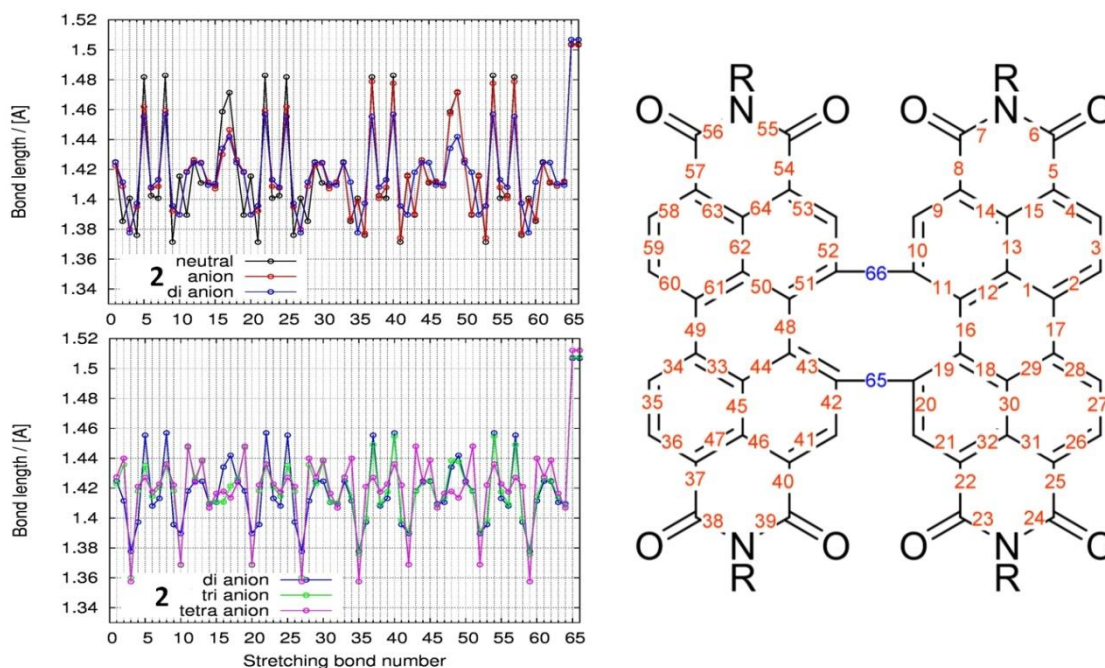 1.52
1.5
1.48
1.46
1.44
1.42
1.4
1.38
1.36
1.34
Bond length / [A]
2
neutral
anion
di anion
0 5 10 15 20 25 30 35 40 45 50 55 60 65
1.52
1.5
1.48
1.46
1.44
1.42
1.4
1.38
1.36
1.34
Bond length / [A]
2
di anion
tri anion
tetra anion
0 5 10 15 20 25 30 35 40 45 50 55 60 65
Stretching bond number
R R
O N O O N O
56 55 7 6
57 54 8 5
58 63 64 53 9 14 15 4
59 62 52 10 13 3
60 61 50 51 66 11 12 1 2
49 48 16 17
34 33 44 43 65 19 18 29 28
35 45 42 20 30 27
36 47 46 41 21 32 31 26
37 40 22 25
O 38 39 O O 23 24 O
N N
R R